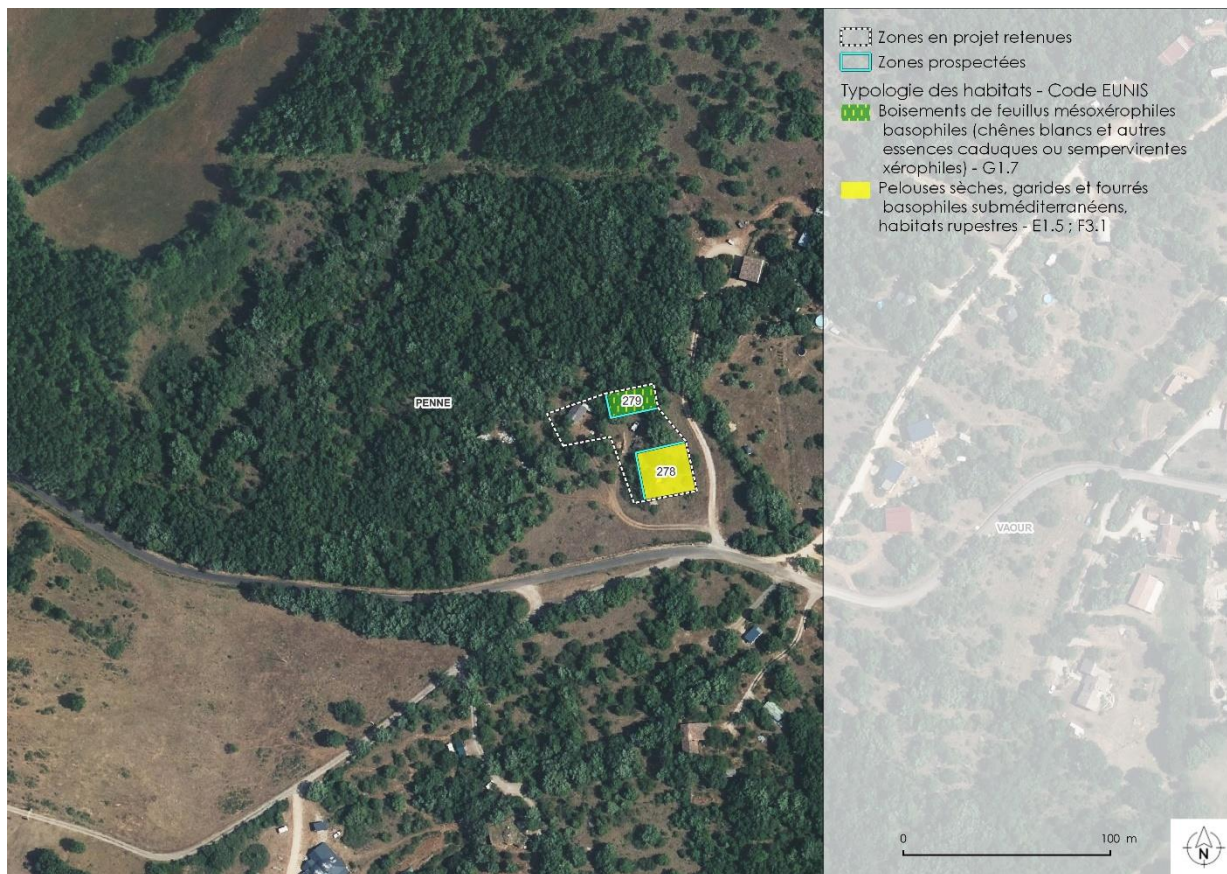 Zones en projet retenues
Zones prospectées
Typologie des habitats - Code EUNIS
Boisements de feuillus mésoxérophiles
basophiles (chênes blancs et autres
essences caduques ou sempervirentes
xérophiles) - G1.7
Pelouses sèches, garides et fourrés
basophiles subméditerranéens,
habitats rupestres - E1.5 ; F3.1
PENNE
279
278
VAOUR
0 100 m
N